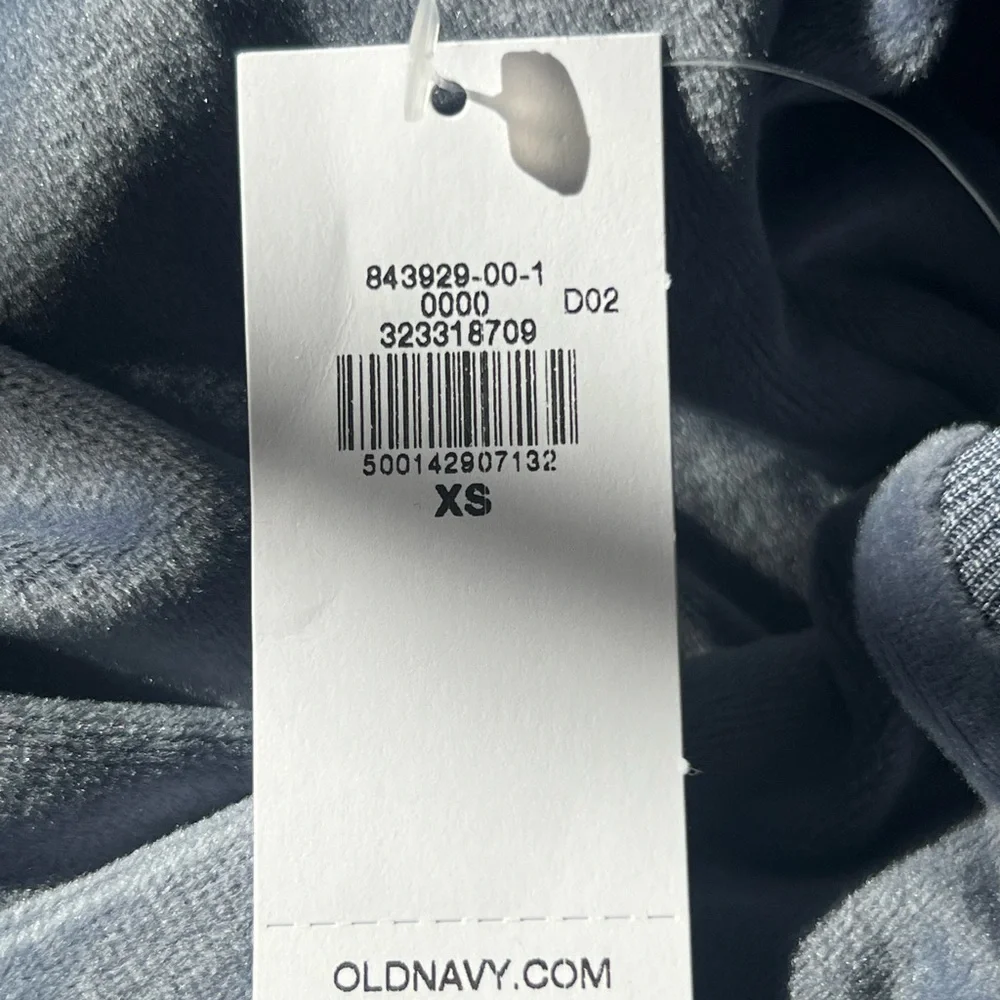 843929-00-1
0000 D02
323318709
500142907132
XS
OLDNAVY.COM